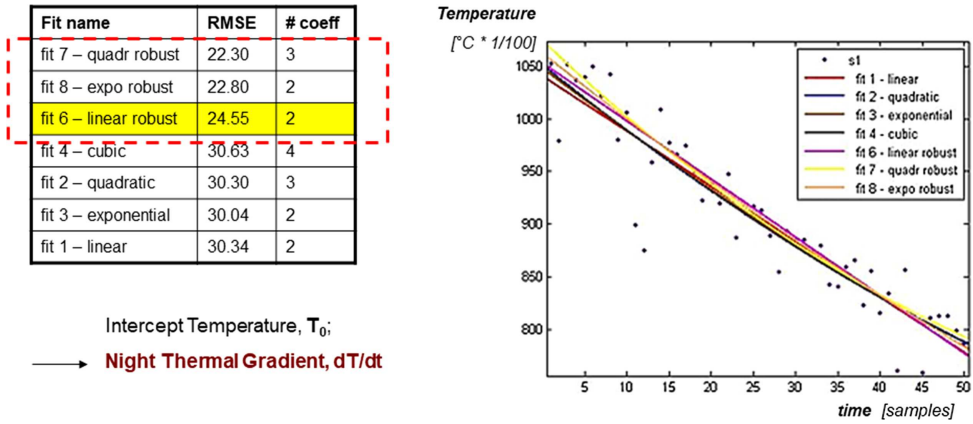 Fit name RMSE # coeff
fit 7 – quadr robust 22.30 3
fit 8 – expo robust 22.80 2
fit 6 – linear robust 24.55 2
fit 4 – cubic 30.63 4
fit 2 – quadratic 30.30 3
fit 3 – exponential 30.04 2
fit 1 – linear 30.34 2
Intercept Temperature, T₀;
Night Thermal Gradient, dT/dt
Temperature
[°C * 1/100]
1050
1000
950
900
850
800
s1
fit 1 - linear
fit 2 - quadratic
fit 3 - exponential
fit 4 - cubic
fit 6 - linear robust
fit 7 - quadr robust
fit 8 - expo robust
5 10 15 20 25 30 35 40 45 50
time [samples]